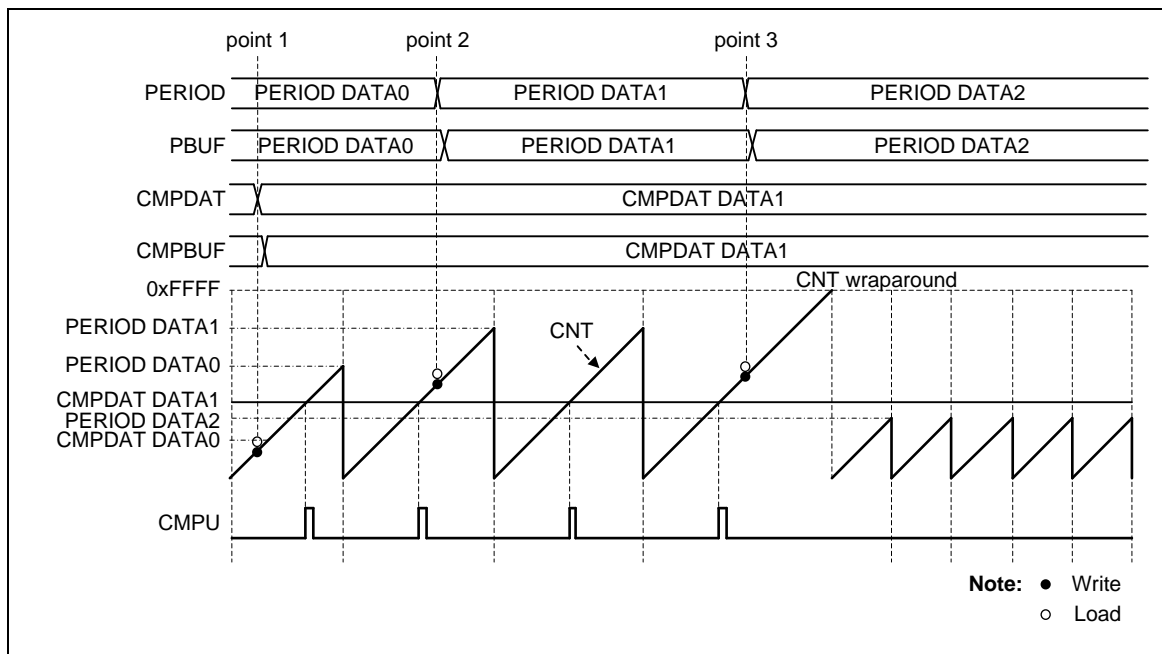 point 1 point 2 point 3
PERIOD PERIOD DATA0 PERIOD DATA1 PERIOD DATA2
PBUF PERIOD DATA0 PERIOD DATA1 PERIOD DATA2
CMPDAT CMPDAT DATA1
CMPBUF CMPDAT DATA1
0xFFFF CNT wraparound
PERIOD DATA1 CNT
PERIOD DATA0
CMPDAT DATA1
PERIOD DATA2
CMPDAT DATA0
CMPU
Note: ● Write
○ Load